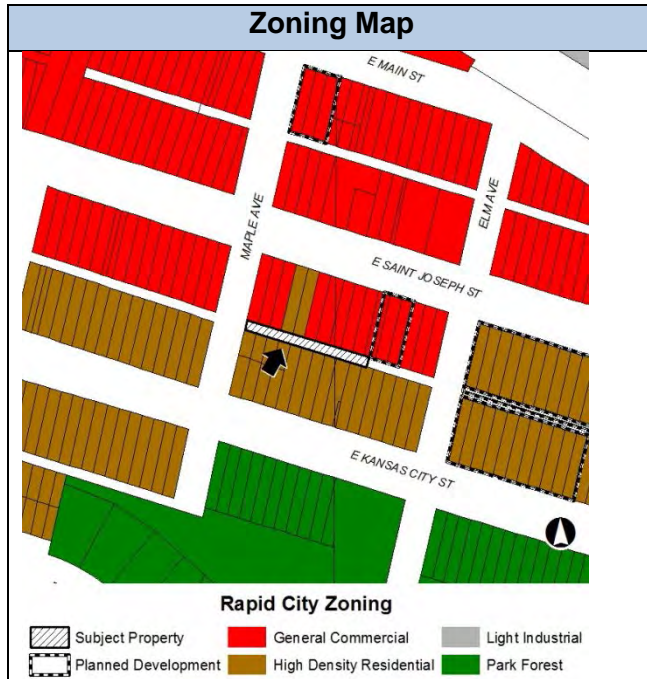 Zoning Map
E MAIN ST
MAPLE AVE
ELM AVE
E SAINT JOSEPH ST
E KANSAS CITY ST
Rapid City Zoning
Subject Property General Commercial Light Industrial
Planned Development High Density Residential Park Forest